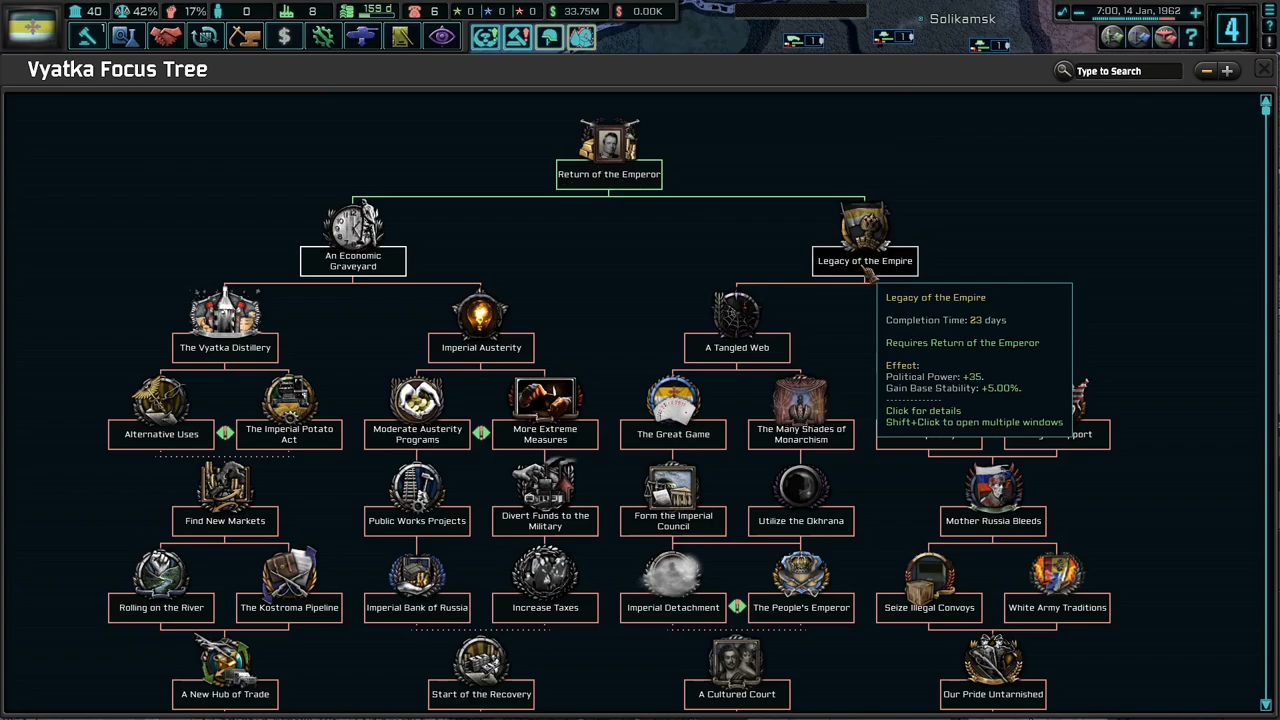 40 42% 17% 0 8 159 d 6 0 0 0 $ 33.75M $ 0.00K
Solikamsk
7:00, 14 Jan, 1962
4
1
1 1 1
Vyatka Focus Tree
Type to Search
Return of the Emperor
An Economic
Graveyard
Legacy of the Empire
The Vyatka Distillery
Imperial Austerity
A Tangled Web
Legacy of the Empire
Completion Time: 23 days
Requires Return of the Emperor
Effect:
Political Power: +35.
Gain Base Stability: +5.00%.
--------------
Click for details
Shift+Click to open multiple windows
Alternative Uses
The Imperial Potato
Act
Moderate Austerity
Programs
More Extreme
Measures
The Great Game
The Many Shades of
Monarchism
Find New Markets
Public Works Projects
Divert Funds to the
Military
Form the Imperial
Council
Utilize the Okhrana
Mother Russia Bleeds
Rolling on the River
The Kostroma Pipeline
Imperial Bank of Russia
Increase Taxes
Imperial Detachment
The People's Emperor
Seize Illegal Convoys
White Army Traditions
A New Hub of Trade
Start of the Recovery
A Cultured Court
Our Pride Untarnished